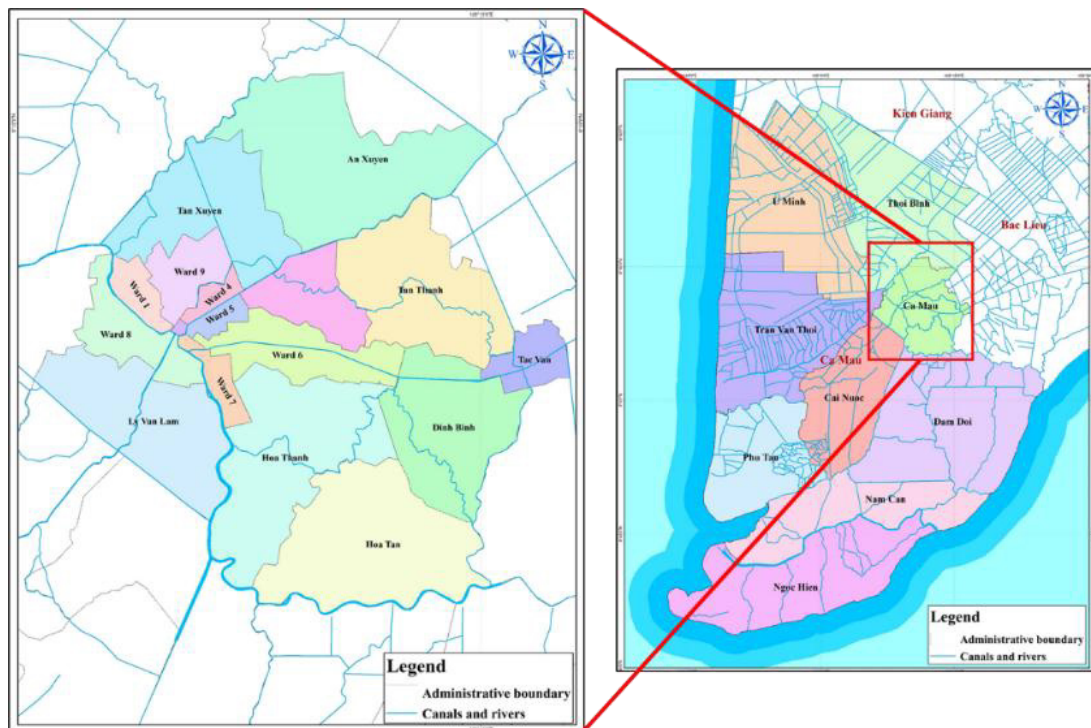 N
W E
S
An Xuyen
Tan Xuyen
Ward 9
Ward 1
Ward 4
Ward 5
Tan Thanh
Ward 8
Ward 6
Tac Van
Ward 7
Ly Van Lam
Dinh Binh
Hoa Thanh
Hoa Tan
Legend
Administrative boundary
Canals and rivers
N
W E
S
Kien Giang
U Minh
Thoi Binh
Bac Lieu
Ca Mau
Tran Van Thoi
Ca Mau
Cai Nuoc
Dam Doi
Phu Tan
Nam Can
Ngoc Hien
Legend
Administrative boundary
Canals and rivers